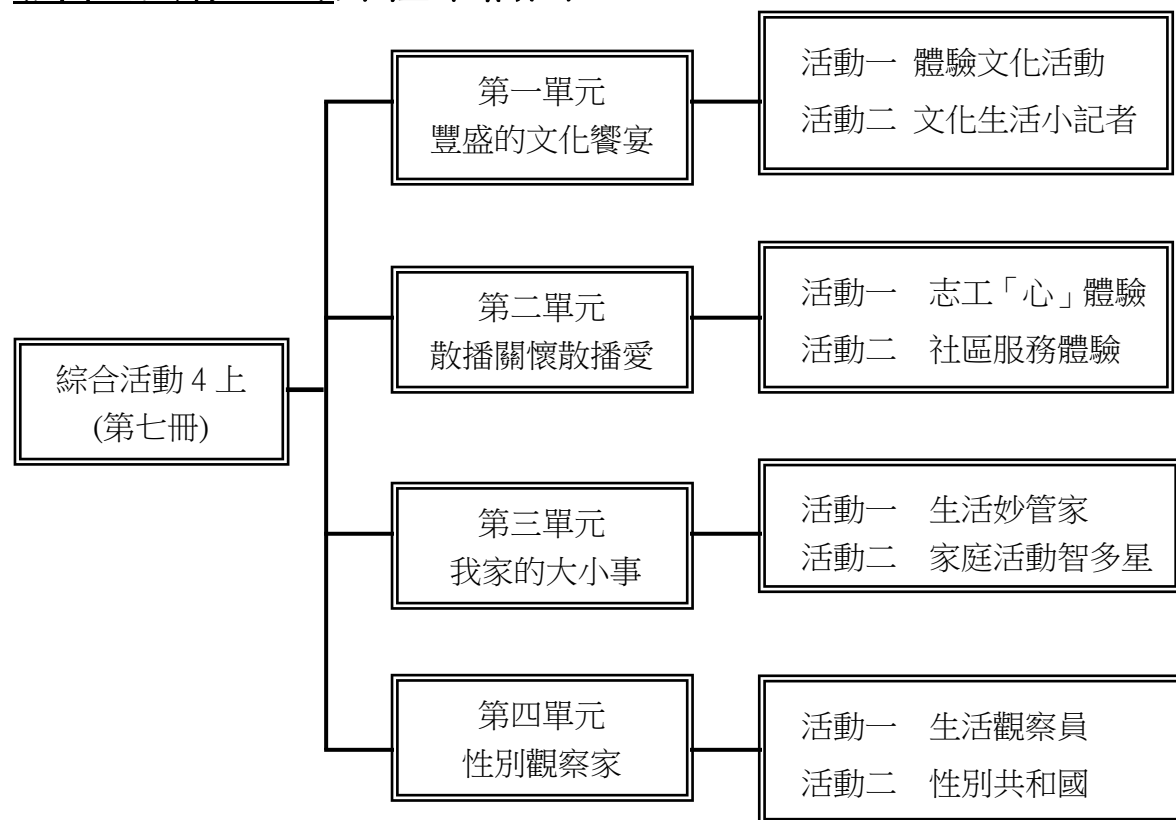 綜合活動 4 上
(第七冊)
第一單元
豐盛的文化饗宴
活動一 體驗文化活動
活動二 文化生活小記者
第二單元
散播關懷散播愛
活動一 志工「心」體驗
活動二 社區服務體驗
第三單元
我家的大小事
活動一 生活妙管家
活動二 家庭活動智多星
第四單元
性別觀察家
活動一 生活觀察員
活動二 性別共和國